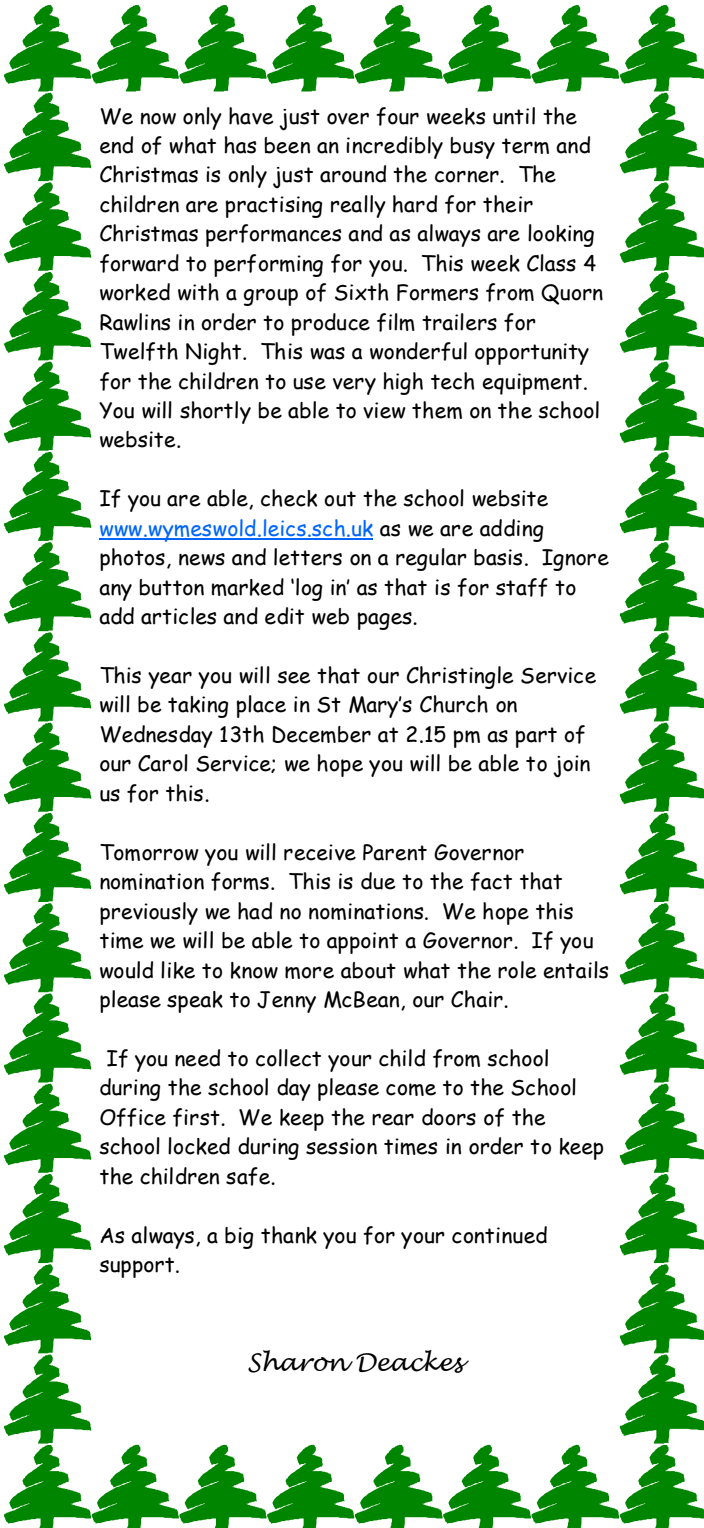 We now only have just over four weeks until the
end of what has been an incredibly busy term and
Christmas is only just around the corner.  The
children are practising really hard for their
Christmas performances and as always are looking
forward to performing for you.  This week Class 4
worked with a group of Sixth Formers from Quorn
Rawlins in order to produce film trailers for
Twelfth Night.  This was a wonderful opportunity
for the children to use very high tech equipment.
You will shortly be able to view them on the school
website.

If you are able, check out the school website
www.wymeswold.leics.sch.uk as we are adding
photos, news and letters on a regular basis.  Ignore
any button marked ‘log in’ as that is for staff to
add articles and edit web pages.

This year you will see that our Christingle Service
will be taking place in St Mary’s Church on
Wednesday 13th December at 2.15 pm as part of
our Carol Service; we hope you will be able to join
us for this.

Tomorrow you will receive Parent Governor
nomination forms.  This is due to the fact that
previously we had no nominations.  We hope this
time we will be able to appoint a Governor.  If you
would like to know more about what the role entails
please speak to Jenny McBean, our Chair.

If you need to collect your child from school
during the school day please come to the School
Office first.  We keep the rear doors of the
school locked during session times in order to keep
the children safe.

As always, a big thank you for your continued
support.

Sharon Deackes